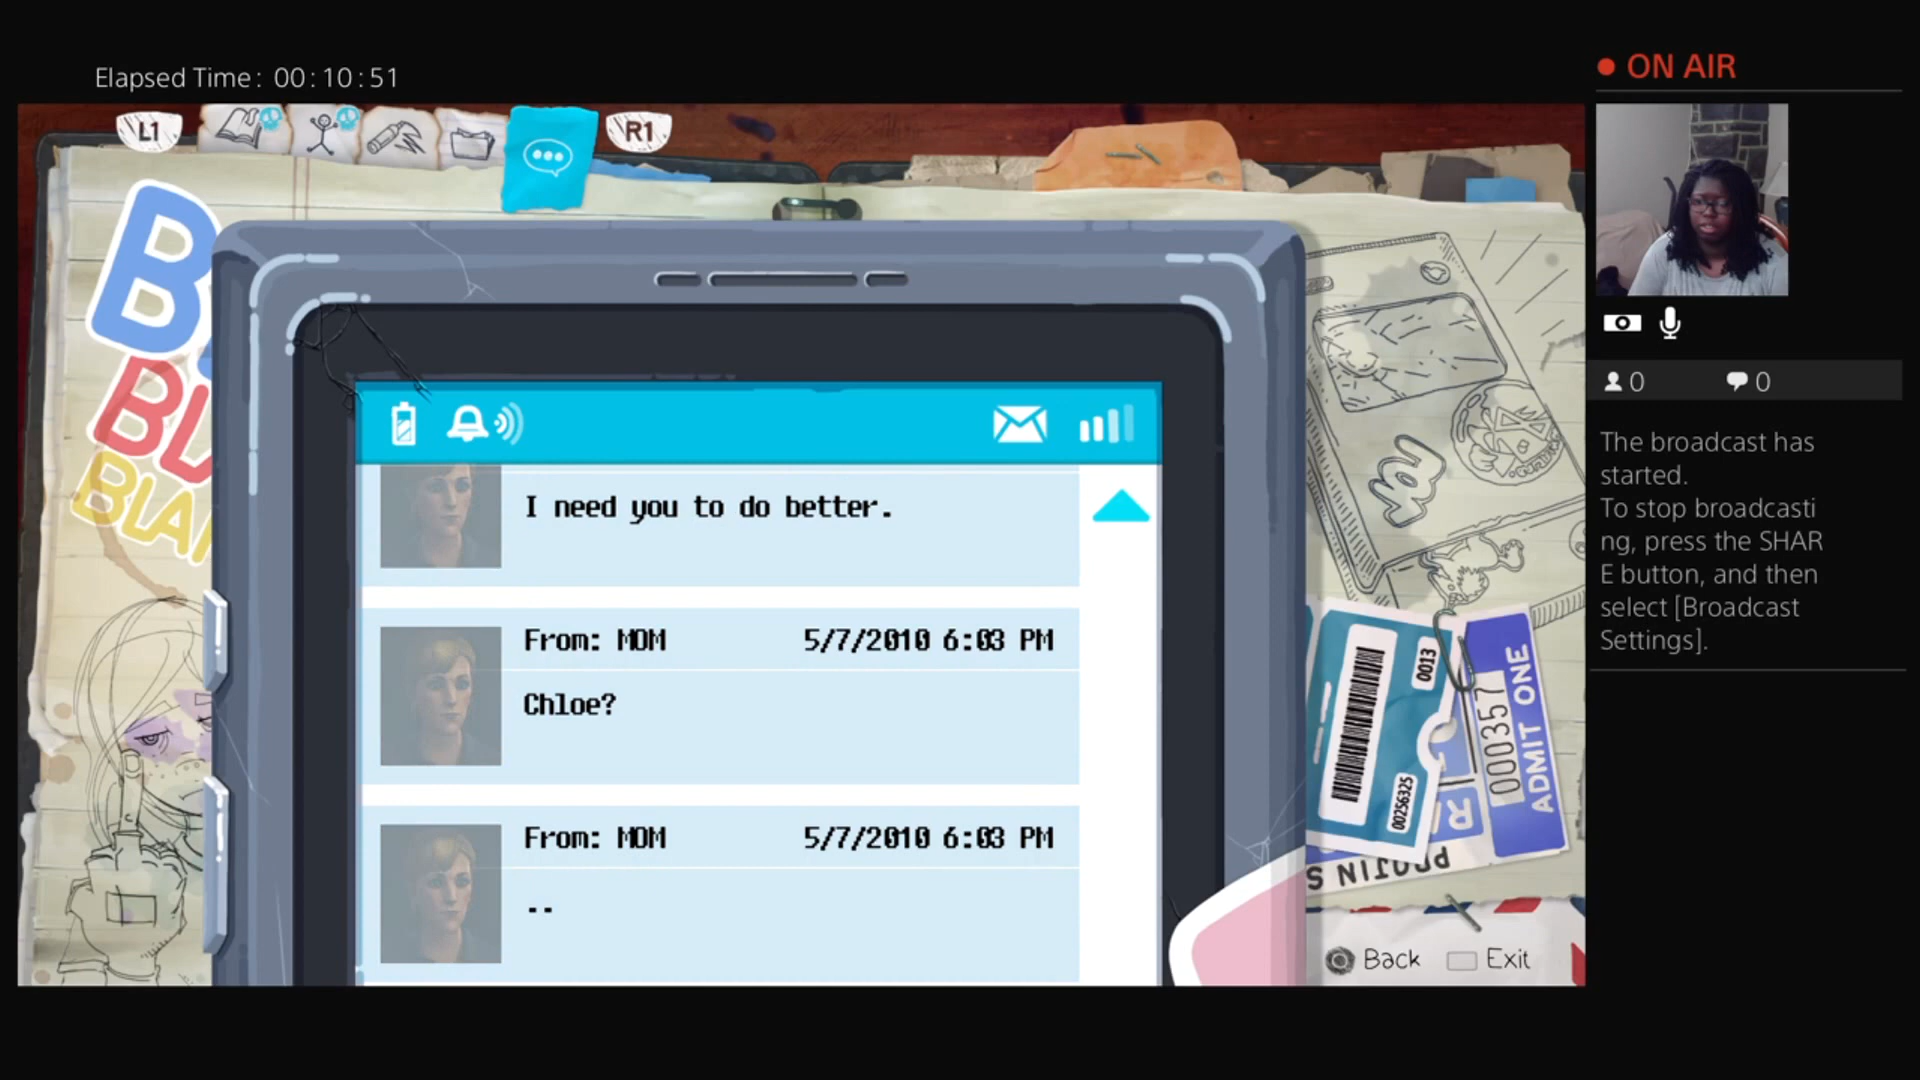 Elapsed Time: 00:10:51
ON AIR
L1
R1
BL
BLA
I need you to do better.
From: MOM 5/7/2010 6:03 PM
Chloe?
From: MOM 5/7/2010 6:03 PM
--
0
0
The broadcast has
started.
To stop broadcasti
ng, press the SHAR
E button, and then
select [Broadcast
Settings].
0013
00256325
000357
ADMIT ONE
R
Back
Exit